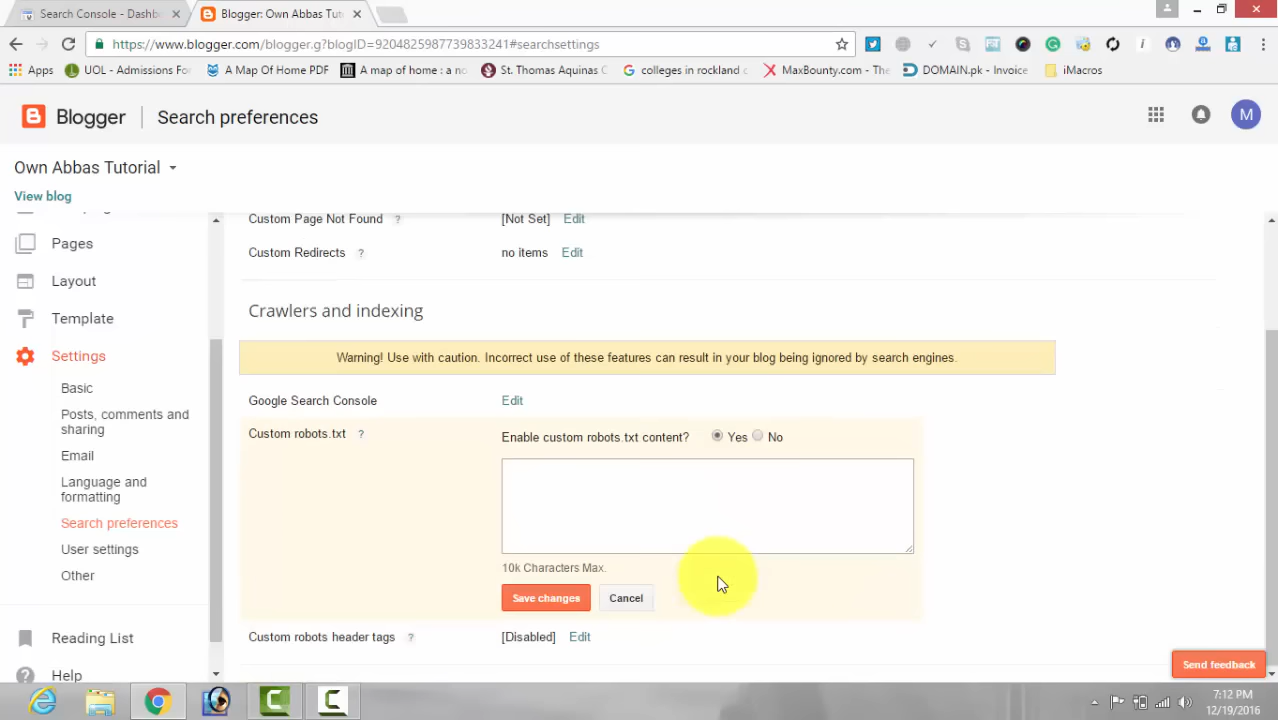 Search Console - Dashb
Blogger: Own Abbas Tut
https://www.blogger.com/blogger.g?blogID=9204825987739833241#searchsettings
Apps
UOL - Admissions Fo
A Map Of Home PDF
A map of home : a no
St. Thomas Aquinas C
colleges in rockland c
MaxBounty.com - The
DOMAIN.pk - Invoice
iMacros
Blogger
Search preferences
M
Own Abbas Tutorial
View blog
Pages
Layout
Template
Settings
Basic
Posts, comments and
sharing
Email
Language and
formatting
Search preferences
User settings
Other
Reading List
Help
Custom Page Not Found ? [Not Set] Edit
Custom Redirects ? no items Edit
Crawlers and indexing
Warning! Use with caution. Incorrect use of these features can result in your blog being ignored by search engines.
Google Search Console Edit
Custom robots.txt ? Enable custom robots.txt content? Yes No
10k Characters Max.
Save changes Cancel
Custom robots header tags ? [Disabled] Edit
Send feedback
7:12 PM
12/19/2016